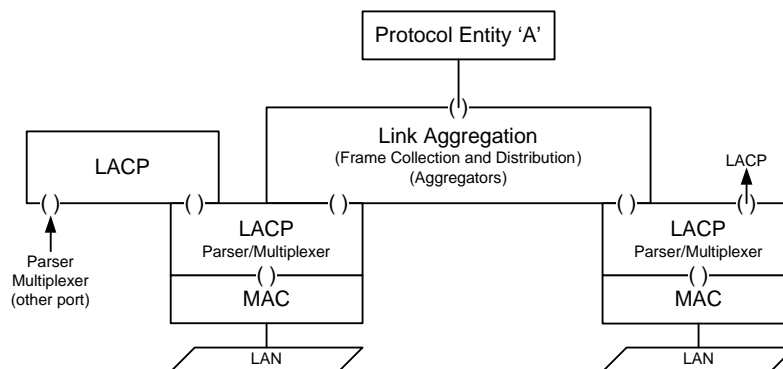 Protocol Entity ‘A’
( )
Link Aggregation
(Frame Collection and Distribution)
(Aggregators)
LACP
LACP
( )
( )
( )
( )
( )
LACP
Parser/Multiplexer
LACP
Parser/Multiplexer
Parser
Multiplexer
(other port)
( )
( )
MAC
MAC
LAN
LAN